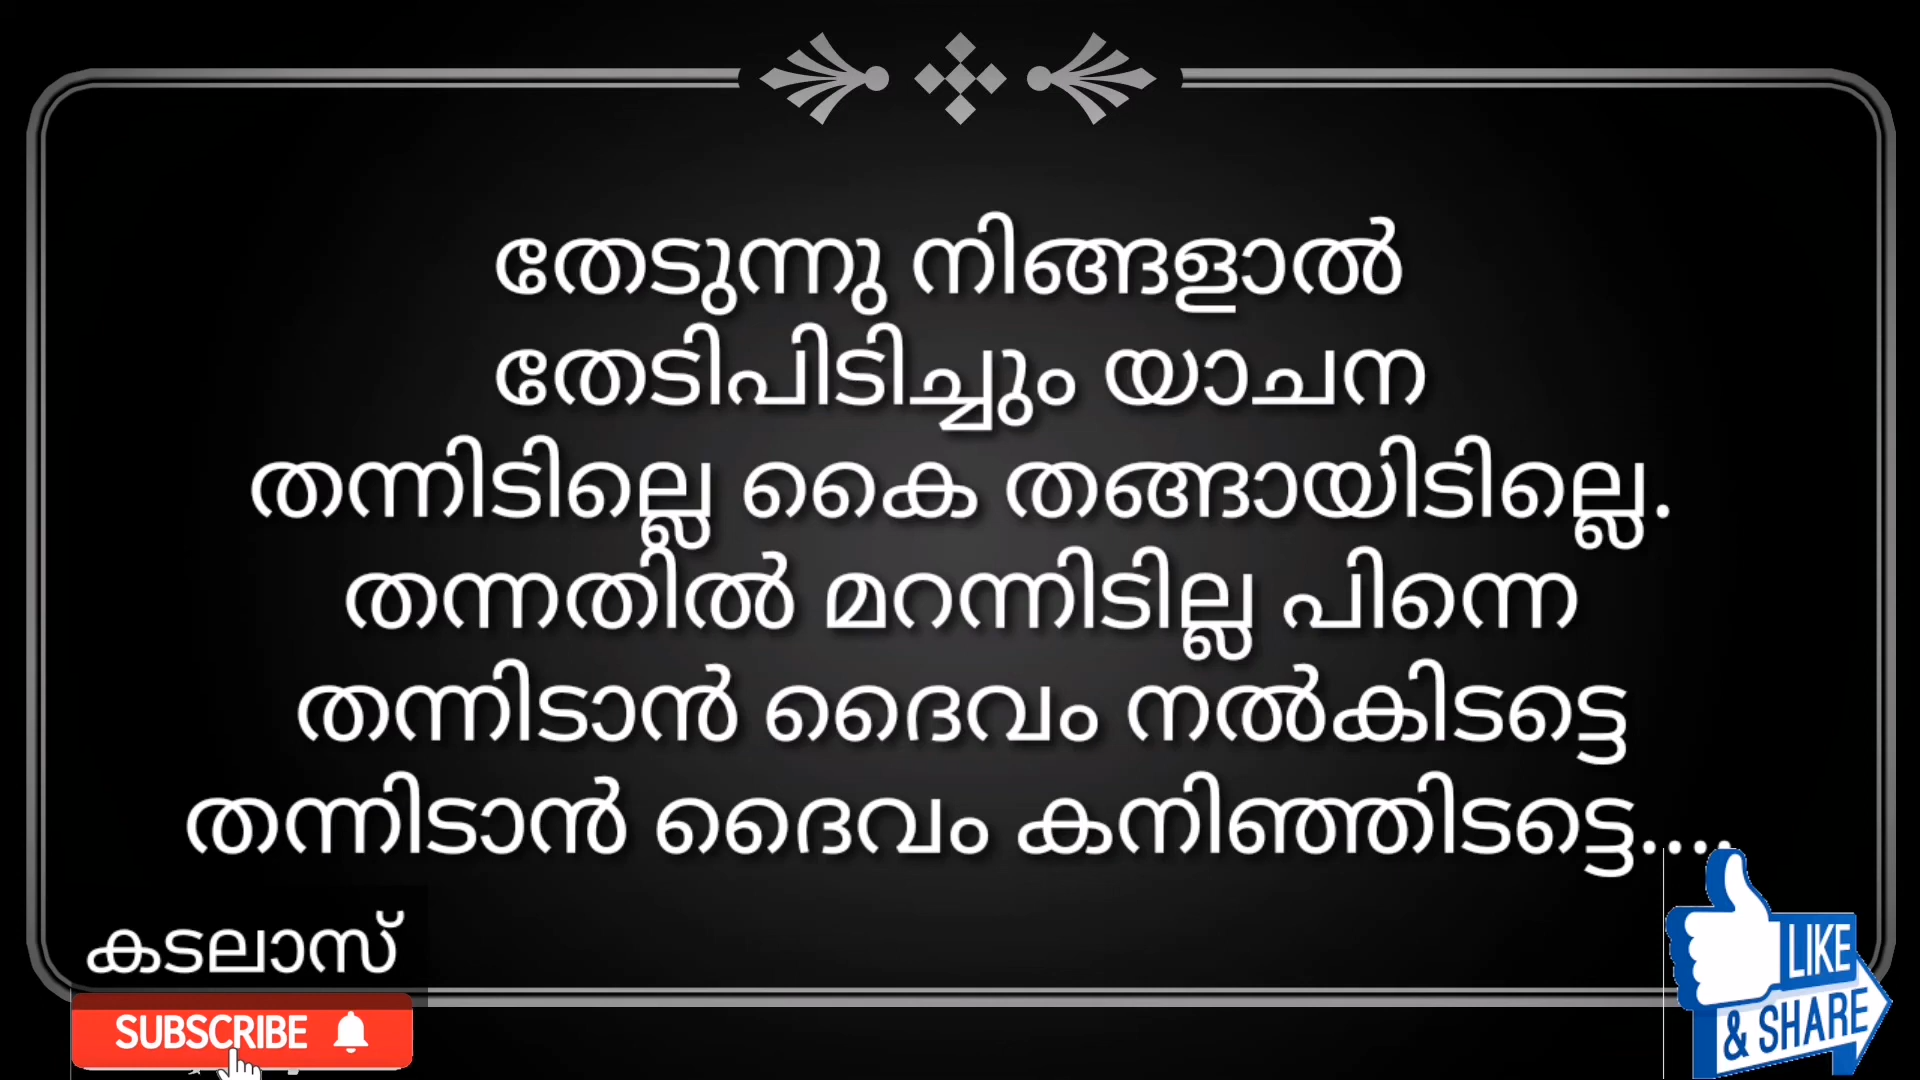 തേടുന്നു നിങ്ങളാൽ
തേടിപിടിച്ചും യാചന
തന്നിടില്ലെ കൈ തങ്ങായിടില്ലെ.
തന്നതിൽ മറന്നിടില്ല പിന്നെ
തന്നിടാൻ ദൈവം നൽകിടട്ടെ
തന്നിടാൻ ദൈവം കനിഞ്ഞിടട്ടെ....
കടലാസ്
SUBSCRIBE
LIKE
& SHARE